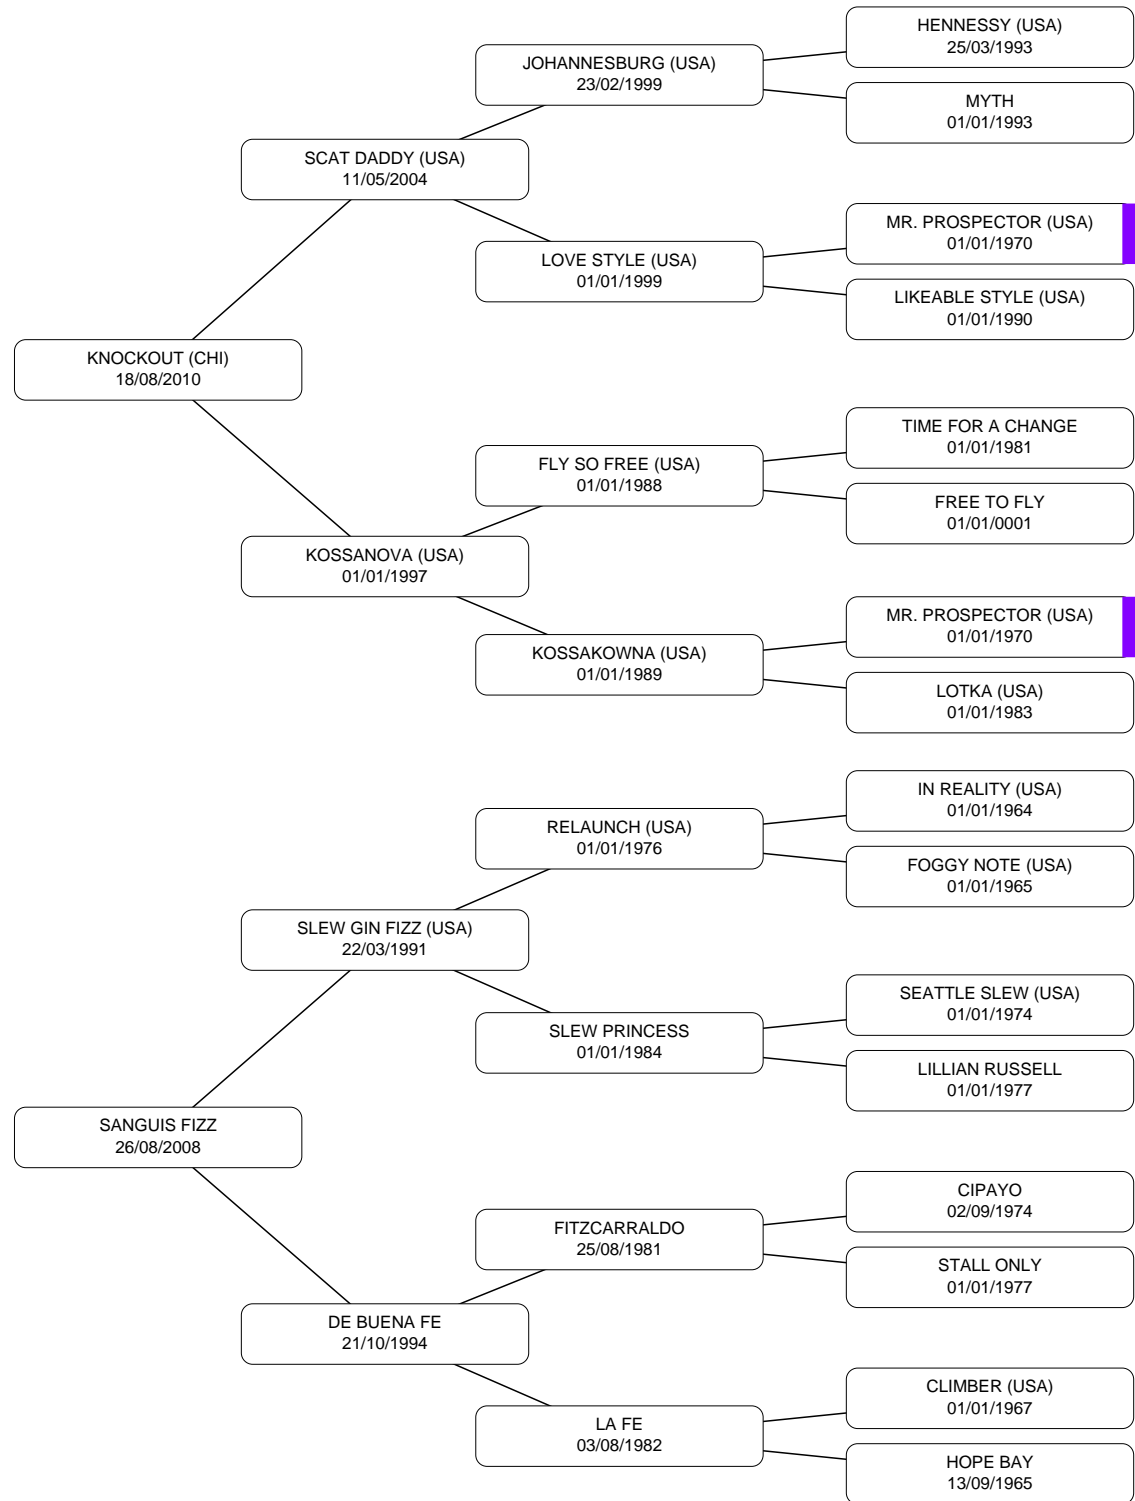 HENNESSY (USA)
25/03/1993
JOHANNESBURG (USA)
23/02/1999
MYTH
01/01/1993
SCAT DADDY (USA)
11/05/2004
MR. PROSPECTOR (USA)
01/01/1970
LOVE STYLE (USA)
01/01/1999
LIKEABLE STYLE (USA)
01/01/1990
KNOCKOUT (CHI)
18/08/2010
TIME FOR A CHANGE
01/01/1981
FLY SO FREE (USA)
01/01/1988
FREE TO FLY
01/01/0001
KOSSANOVA (USA)
01/01/1997
MR. PROSPECTOR (USA)
01/01/1970
KOSSAKOWNA (USA)
01/01/1989
LOTKA (USA)
01/01/1983
IN REALITY (USA)
01/01/1964
RELAUNCH (USA)
01/01/1976
FOGGY NOTE (USA)
01/01/1965
SLEW GIN FIZZ (USA)
22/03/1991
SEATTLE SLEW (USA)
01/01/1974
SLEW PRINCESS
01/01/1984
LILLIAN RUSSELL
01/01/1977
SANGUIS FIZZ
26/08/2008
CIPAYO
02/09/1974
FITZCARRALDO
25/08/1981
STALL ONLY
01/01/1977
DE BUENA FE
21/10/1994
CLIMBER (USA)
01/01/1967
LA FE
03/08/1982
HOPE BAY
13/09/1965